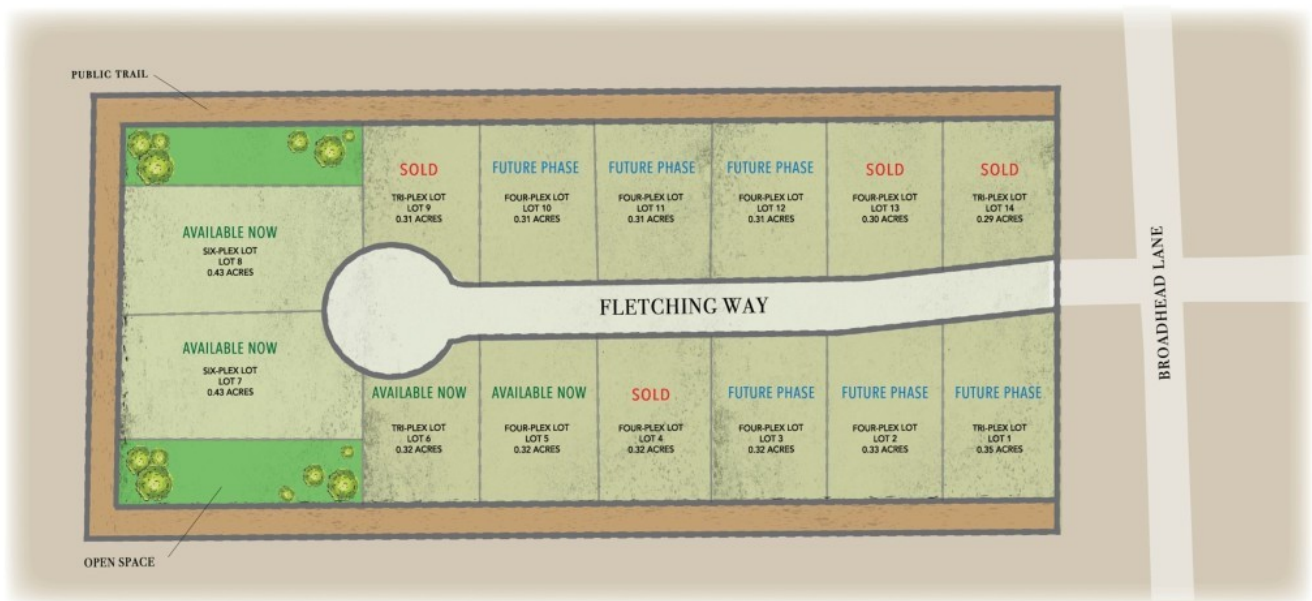 PUBLIC TRAIL
SOLD
TRI-PLEX LOT
LOT 9
0.31 ACRES
FUTURE PHASE
FOUR-PLEX LOT
LOT 10
0.31 ACRES
FUTURE PHASE
FOUR-PLEX LOT
LOT 11
0.31 ACRES
FUTURE PHASE
FOUR-PLEX LOT
LOT 12
0.31 ACRES
SOLD
FOUR-PLEX LOT
LOT 13
0.30 ACRES
SOLD
TRI-PLEX LOT
LOT 14
0.29 ACRES
AVAILABLE NOW
SIX-PLEX LOT
LOT 8
0.43 ACRES
FLETCHING WAY
BROADHEAD LANE
AVAILABLE NOW
SIX-PLEX LOT
LOT 7
0.43 ACRES
AVAILABLE NOW
TRI-PLEX LOT
LOT 6
0.32 ACRES
AVAILABLE NOW
FOUR-PLEX LOT
LOT 5
0.32 ACRES
SOLD
FOUR-PLEX LOT
LOT 4
0.32 ACRES
FUTURE PHASE
FOUR-PLEX LOT
LOT 3
0.32 ACRES
FUTURE PHASE
FOUR-PLEX LOT
LOT 2
0.33 ACRES
FUTURE PHASE
TRI-PLEX LOT
LOT 1
0.35 ACRES
OPEN SPACE